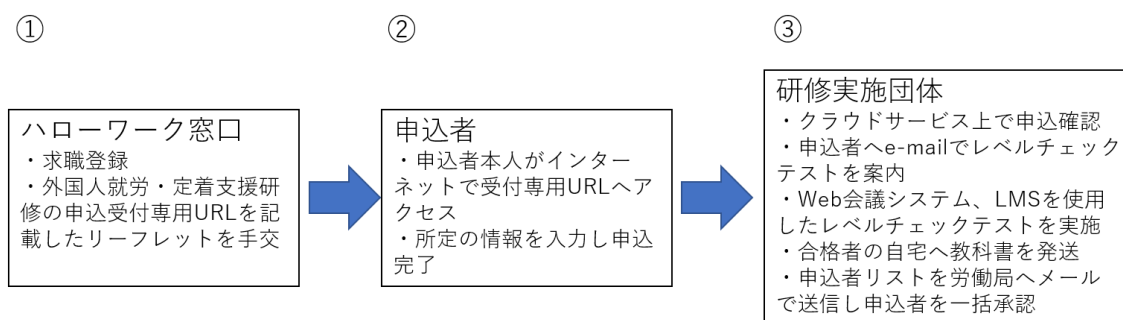 ①
ハローワーク窓口
・求職登録
・外国人就労・定着支援研
修の申込受付専用URLを記
載したリーフレットを手交
②
申込者
・申込者本人がインター
ネットで受付専用URLへア
クセス
・所定の情報を入力し申込
完了
③
研修実施団体
・クラウドサービス上で申込確認
・申込者へe-mailでレベルチェック
テストを案内
・Web会議システム、LMSを使用
したレベルチェックテストを実施
・合格者の自宅へ教科書を発送
・申込者リストを労働局へメール
で送信し申込者を一括承認